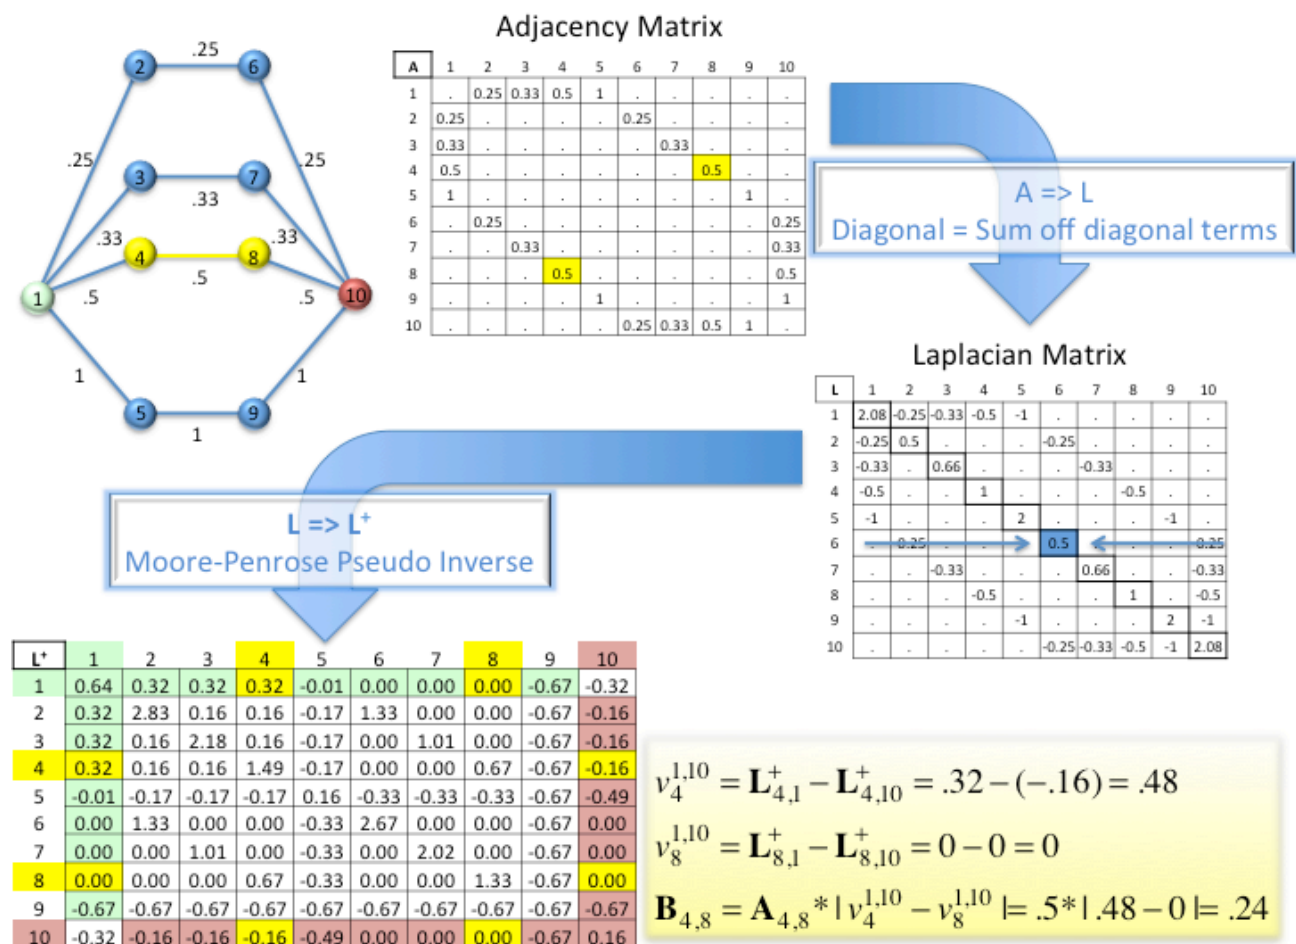 Adjacency Matrix
A 1 2 3 4 5 6 7 8 9 10
1 . 0.25 0.33 0.5 1 . . . . .
2 0.25 . . . . 0.25 . . . .
3 0.33 . . . . . 0.33 . . .
4 0.5 . . . . . . 0.5 . .
5 1 . . . . . . . 1 .
6 . 0.25 . . . . . . . 0.25
7 . . 0.33 . . . . . . 0.33
8 . . . 0.5 . . . . . 0.5
9 . . . . 1 . . . . 1
10 . . . . . 0.25 0.33 0.5 1 .
.25
2 6
.25 .25
3 7
.33
.33 .33
4 8
.5
1 10
.5 .5
1 1
5 9
1
A => L
Diagonal = Sum off diagonal terms
Laplacian Matrix
L 1 2 3 4 5 6 7 8 9 10
1 2.08 -0.25 -0.33 -0.5 -1 . . . . .
2 -0.25 0.5 . . . -0.25 . . . .
3 -0.33 . 0.66 . . . -0.33 . . .
4 -0.5 . . 1 . . . -0.5 . .
5 -1 . . . 2 . . . -1 .
6 . -0.25 . . . 0.5 . . . -0.25
7 . . -0.33 . . . 0.66 . . -0.33
8 . . . -0.5 . . . 1 . -0.5
9 . . . . -1 . . . 2 -1
10 . . . . . -0.25 -0.33 -0.5 -1 2.08
L => L⁺
Moore-Penrose Pseudo Inverse
L⁺ 1 2 3 4 5 6 7 8 9 10
1 0.64 0.32 0.32 0.32 -0.01 0.00 0.00 0.00 -0.67 -0.32
2 0.32 2.83 0.16 0.16 -0.17 1.33 0.00 0.00 -0.67 -0.16
3 0.32 0.16 2.18 0.16 -0.17 0.00 1.01 0.00 -0.67 -0.16
4 0.32 0.16 0.16 1.49 -0.17 0.00 0.00 0.67 -0.67 -0.16
5 -0.01 -0.17 -0.17 -0.17 0.16 -0.33 -0.33 -0.33 -0.67 -0.49
6 0.00 1.33 0.00 0.00 -0.33 2.67 0.00 0.00 -0.67 0.00
7 0.00 0.00 1.01 0.00 -0.33 0.00 2.02 0.00 -0.67 0.00
8 0.00 0.00 0.00 0.67 -0.33 0.00 0.00 1.33 -0.67 0.00
9 -0.67 -0.67 -0.67 -0.67 -0.67 -0.67 -0.67 -0.67 -0.67 -0.67
10 -0.32 -0.16 -0.16 -0.16 -0.49 0.00 0.00 0.00 -0.67 0.16
v₄^{1,10} = L⁺_{4,1} − L⁺_{4,10} = .32 − (−.16) = .48
v₈^{1,10} = L⁺_{8,1} − L⁺_{8,10} = 0 − 0 = 0
B_{4,8} = A_{4,8} * | v₄^{1,10} − v₈^{1,10} | = .5* | .48 − 0 | = .24